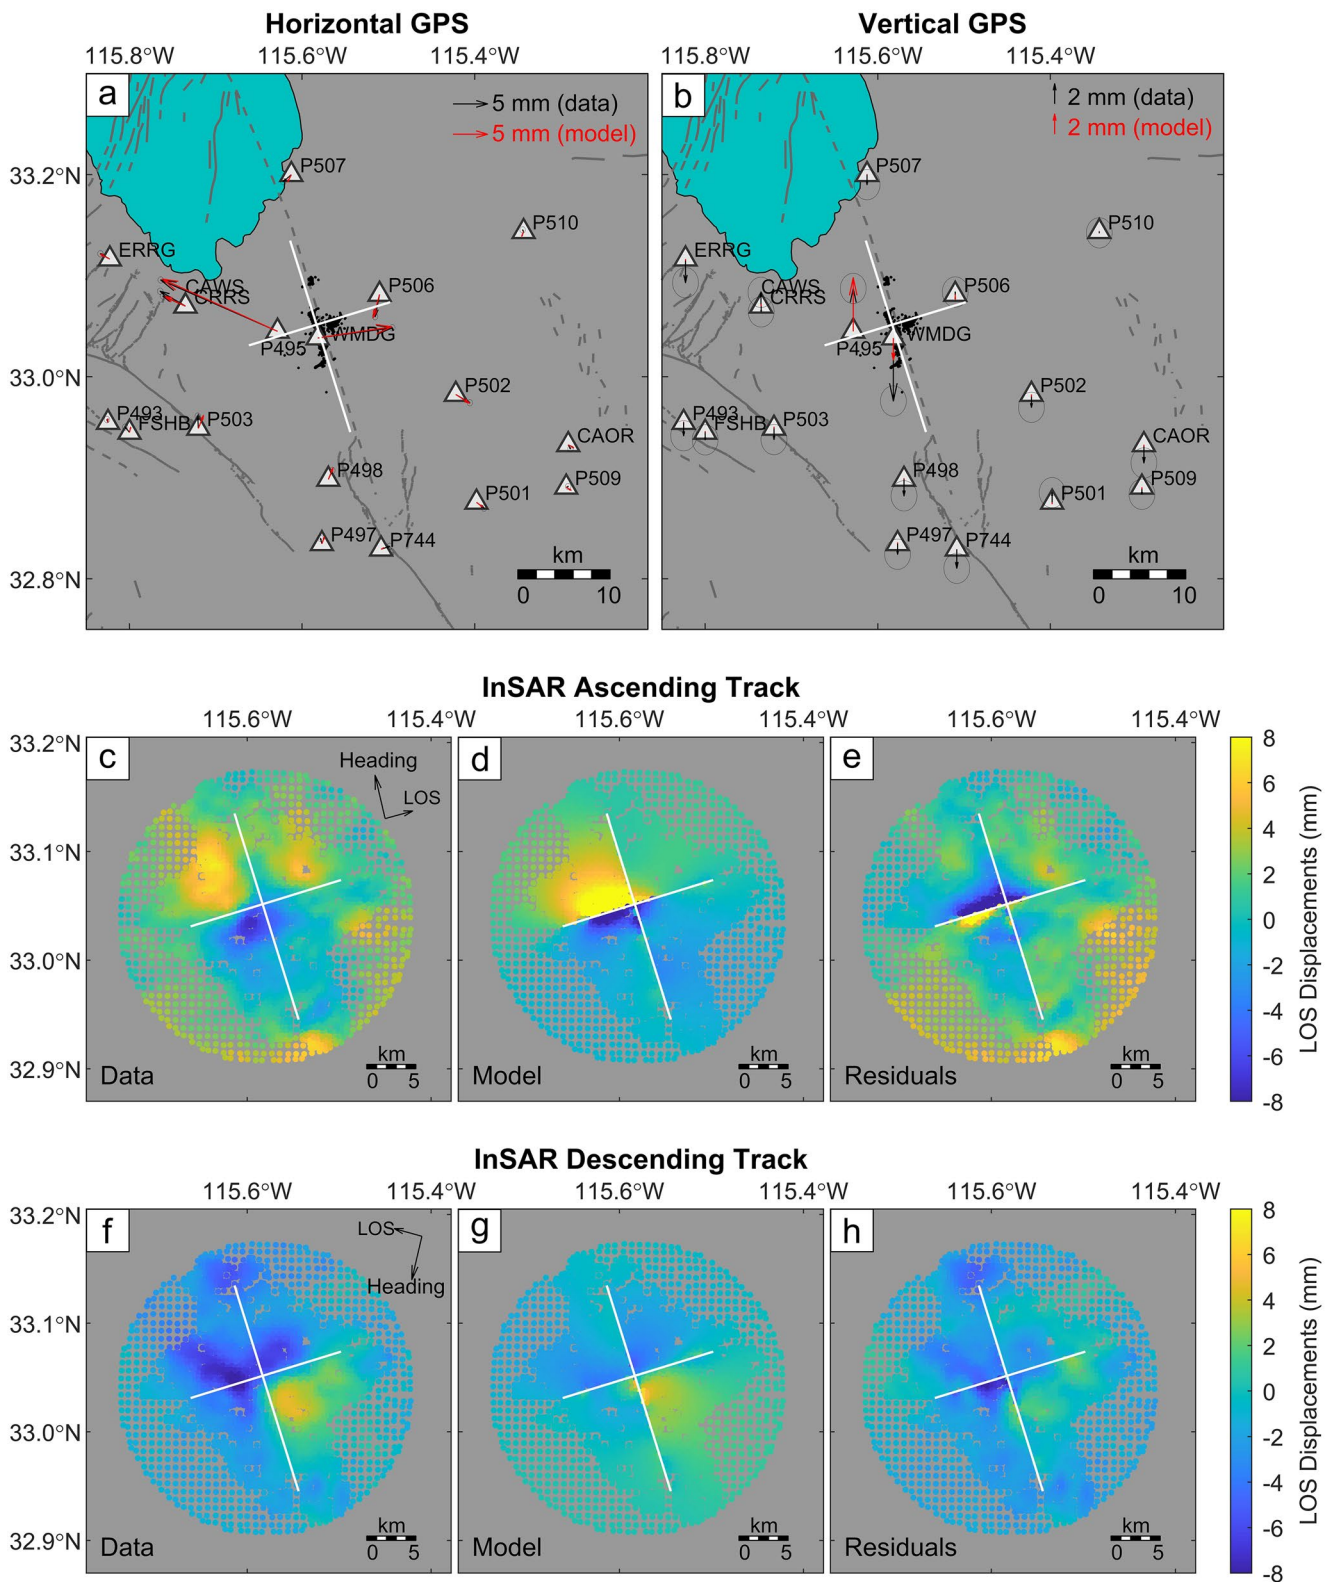 Horizontal GPS
Vertical GPS
115.8°W
115.6°W
115.4°W
115.8°W
115.6°W
115.4°W
33.2°N
33.0°N
32.8°N
a
5 mm (data)
5 mm (model)
P507
P510
ERRG
CAWS
CRRS
P506
P495
WMDG
P502
P493
FSHB
P503
CAOR
P498
P501
P509
P497
P744
km
0 10
b
2 mm (data)
2 mm (model)
P507
P510
ERRG
CAWS
CRRS
P506
P495
WMDG
P502
P493
FSHB
P503
CAOR
P498
P501
P509
P497
P744
km
0 10
InSAR Ascending Track
115.6°W 115.4°W
115.6°W 115.4°W
115.6°W 115.4°W
33.2°N
33.1°N
33.0°N
32.9°N
c
Heading
LOS
Data
km
0 5
d
Model
km
0 5
e
Residuals
km
0 5
8
6
4
2
0
-2
-4
-6
-8
LOS Displacements (mm)
InSAR Descending Track
115.6°W 115.4°W
115.6°W 115.4°W
115.6°W 115.4°W
33.2°N
33.1°N
33.0°N
32.9°N
f
LOS
Heading
Data
km
0 5
g
Model
km
0 5
h
Residuals
km
0 5
8
6
4
2
0
-2
-4
-6
-8
LOS Displacements (mm)